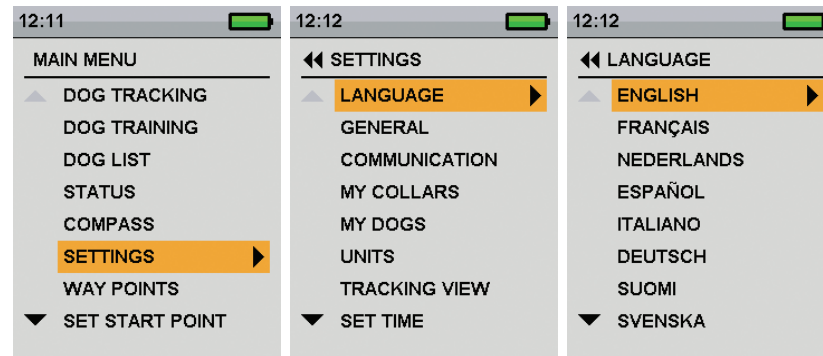 12:11
MAIN MENU
DOG TRACKING
DOG TRAINING
DOG LIST
STATUS
COMPASS
SETTINGS
WAY POINTS
SET START POINT
12:12
SETTINGS
LANGUAGE
GENERAL
COMMUNICATION
MY COLLARS
MY DOGS
UNITS
TRACKING VIEW
SET TIME
12:12
LANGUAGE
ENGLISH
FRANÇAIS
NEDERLANDS
ESPAÑOL
ITALIANO
DEUTSCH
SUOMI
SVENSKA